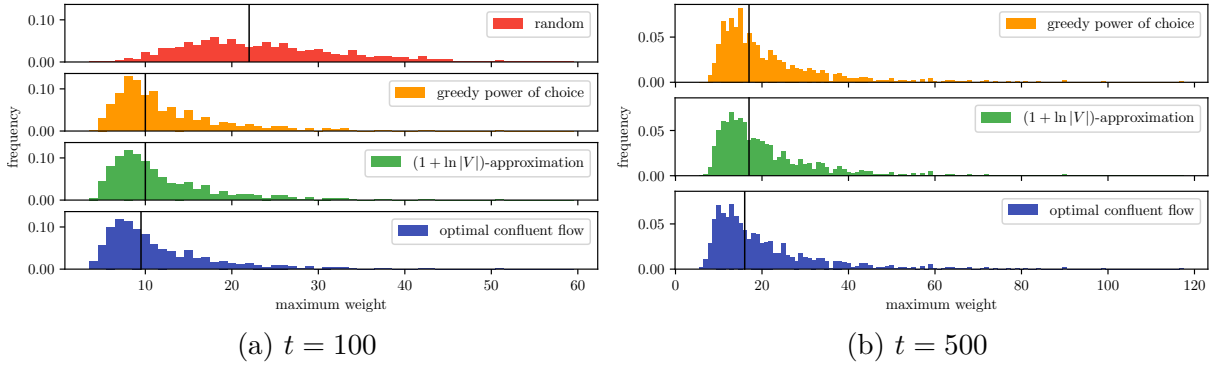 0.10
0.00
random
0.10
0.00
greedy power of choice
0.10
0.00
(1 + ln |V|)-approximation
0.10
0.00
optimal confluent flow
frequency
10 20 30 40 50 60
maximum weight
(a) t = 100
0.05
0.00
greedy power of choice
0.05
0.00
(1 + ln |V|)-approximation
0.05
0.00
optimal confluent flow
frequency
0 20 40 60 80 100 120
maximum weight
(b) t = 500